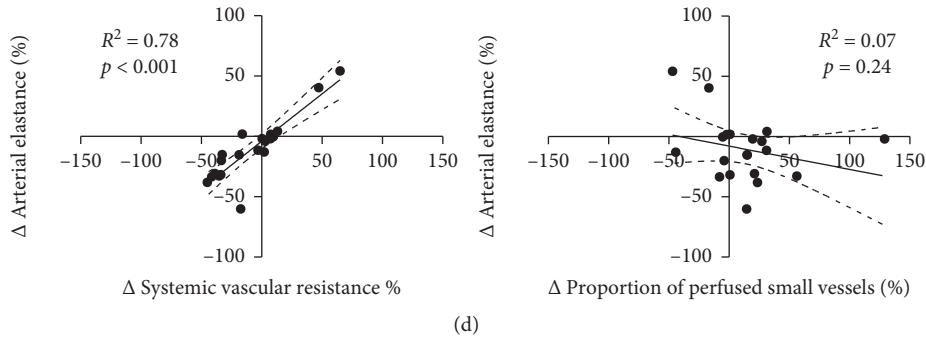 Δ Arterial elastance (%)
R² = 0.78
p < 0.001
100
50
−50
−100
−150
−100
−50
0
50
100
150
Δ Systemic vascular resistance %
Δ Arterial elastance (%)
R² = 0.07
p = 0.24
100
50
−50
−100
−150
−100
−50
0
50
100
150
Δ Proportion of perfused small vessels (%)
(d)